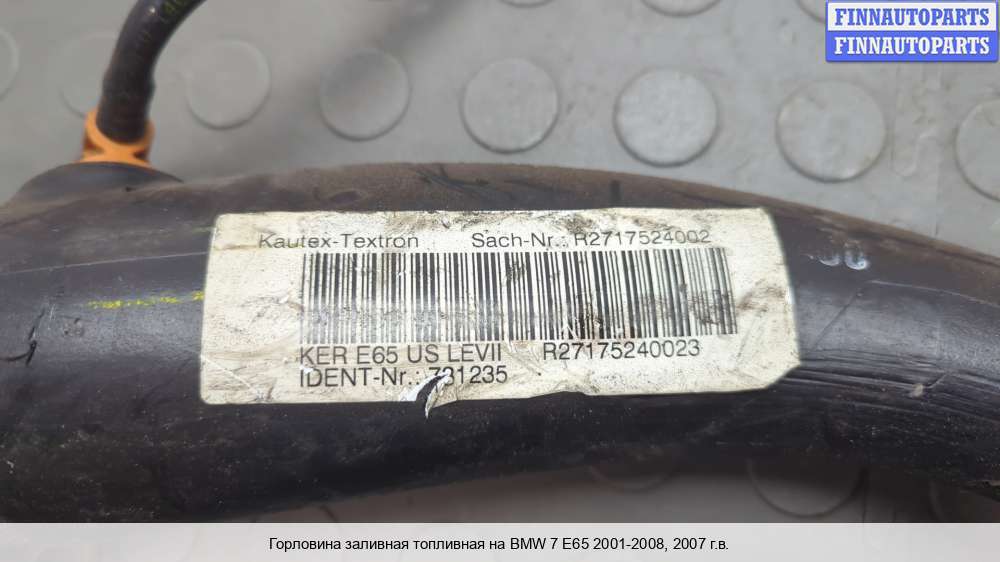 FINNAUTOPARTS
FINNAUTOPARTS
Kautex-Textron Sach-Nr.: R2717524002
KER E65 US LEVII R27175240023
IDENT-Nr.: 731235
Горловина заливная топливная на BMW 7 E65 2001-2008, 2007 г.в.